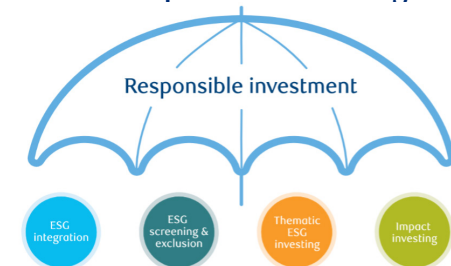 Responsible investment
ESG
integration
ESG
screening &
exclusion
Thematic
ESG
investing
Impact
investing